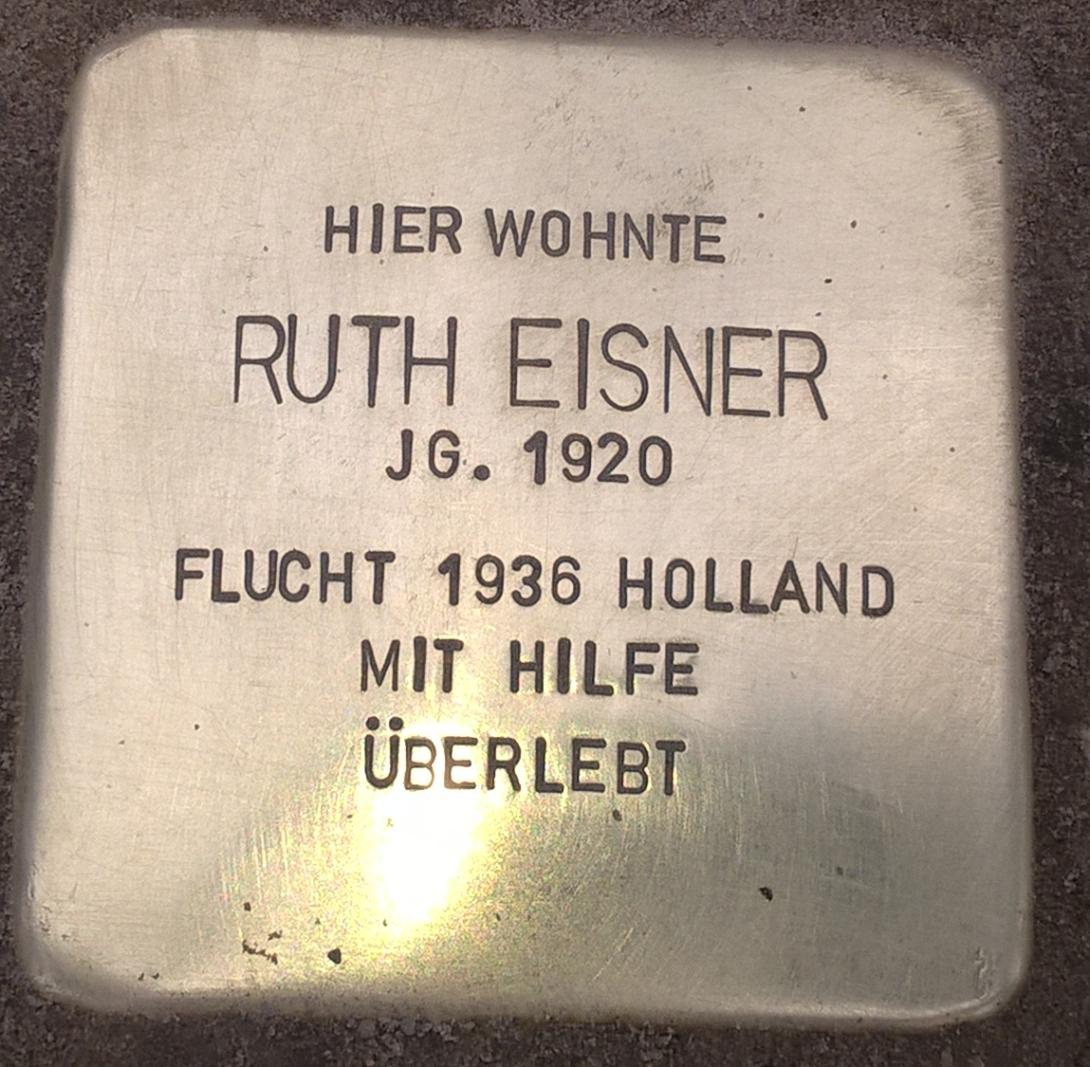 HIER WOHNTE
RUTH EISNER
JG. 1920
FLUCHT 1936 HOLLAND
MIT HILFE
ÜBERLEBT